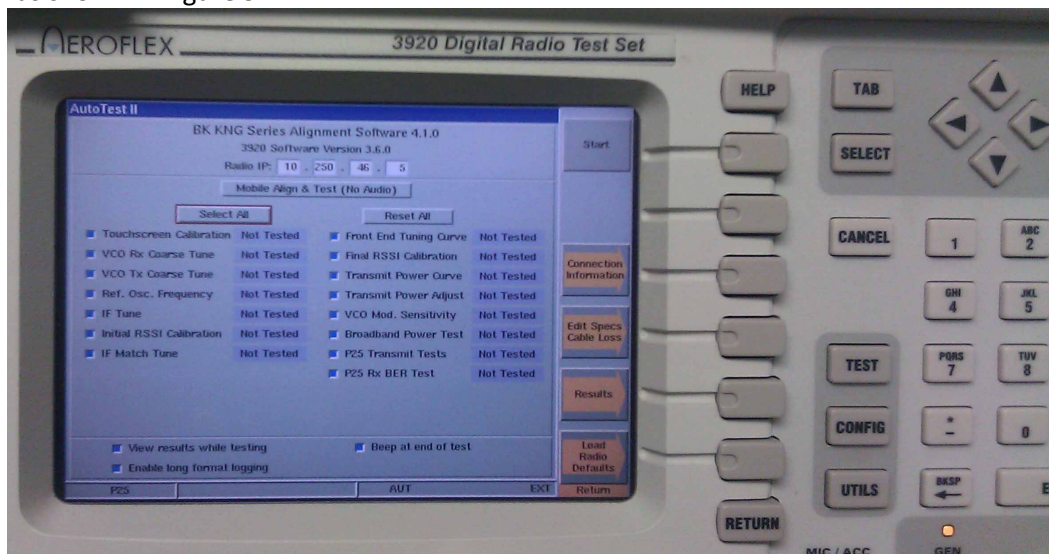 AEROFLEX
3920 Digital Radio Test Set
AutoTest II
BK KNG Series Alignment Software 4.1.0
3920 Software Version 3.6.0
Radio IP: 10 . 250 . 46 . 5
Mobile Align & Test (No Audio)
Select All Reset All
Touchscreen Calibration Not Tested Front End Tuning Curve Not Tested
VCO Rx Coarse Tune Not Tested Final RSSI Calibration Not Tested
VCO Tx Coarse Tune Not Tested Transmit Power Curve Not Tested
Ref. Osc. Frequency Not Tested Transmit Power Adjust Not Tested
IF Tune Not Tested VCO Mod. Sensitivity Not Tested
Initial RSSI Calibration Not Tested Broadband Power Test Not Tested
IF Match Tune Not Tested P25 Transmit Tests Not Tested
P25 Rx BER Test Not Tested
View results while testing Beep at end of test
Enable long format logging
P25 AUT EXT
Start
Connection
Information
Edit Specs
Cable Loss
Results
Load
Radio
Defaults
Return
HELP
RETURN
TAB
SELECT
CANCEL
1
ABC
2
GHI
4
JKL
5
TEST
PQRS
7
TUV
8
CONFIG
*
-
0
UTILS
BKSP
←
E
MIC / ACC
GEN